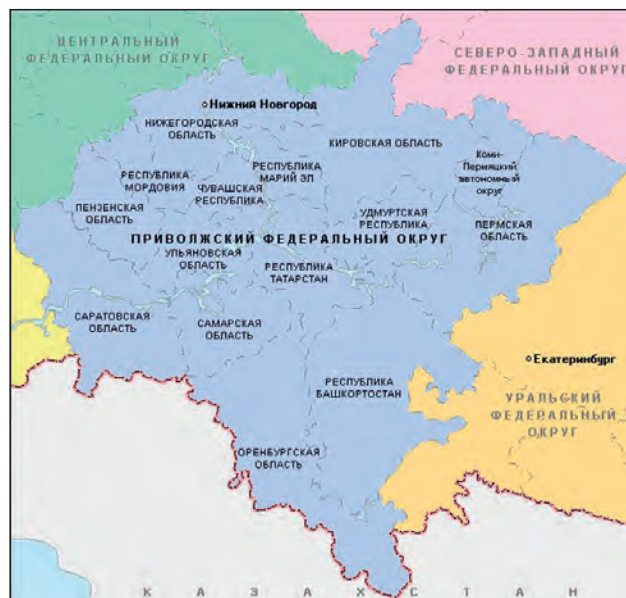 ЦЕНТРАЛЬНЫЙ
ФЕДЕРАЛЬНЫЙ ОКРУГ
СЕВЕРО-ЗАПАДНЫЙ
ФЕДЕРАЛЬНЫЙ ОКРУГ
Нижний Новгород
НИЖЕГОРОДСКАЯ
ОБЛАСТЬ
КИРОВСКАЯ ОБЛАСТЬ
Коми-
Пермяцкий
автономный
округ
РЕСПУБЛИКА
МАРИЙ ЭЛ
РЕСПУБЛИКА
МОРДОВИЯ
ЧУВАШСКАЯ
РЕСПУБЛИКА
ПЕНЗЕНСКАЯ
ОБЛАСТЬ
УДМУРТСКАЯ
РЕСПУБЛИКА
ПЕРМСКАЯ
ОБЛАСТЬ
ПРИВОЛЖСКИЙ ФЕДЕРАЛЬНЫЙ ОКРУГ
УЛЬЯНОВСКАЯ
ОБЛАСТЬ
РЕСПУБЛИКА
ТАТАРСТАН
САРАТОВСКАЯ
ОБЛАСТЬ
САМАРСКАЯ
ОБЛАСТЬ
Екатеринбург
РЕСПУБЛИКА
БАШКОРТОСТАН
УРАЛЬСКИЙ
ФЕДЕРАЛЬНЫЙ
ОКРУГ
ОРЕНБУРГСКАЯ
ОБЛАСТЬ
КАЗАХСТАН